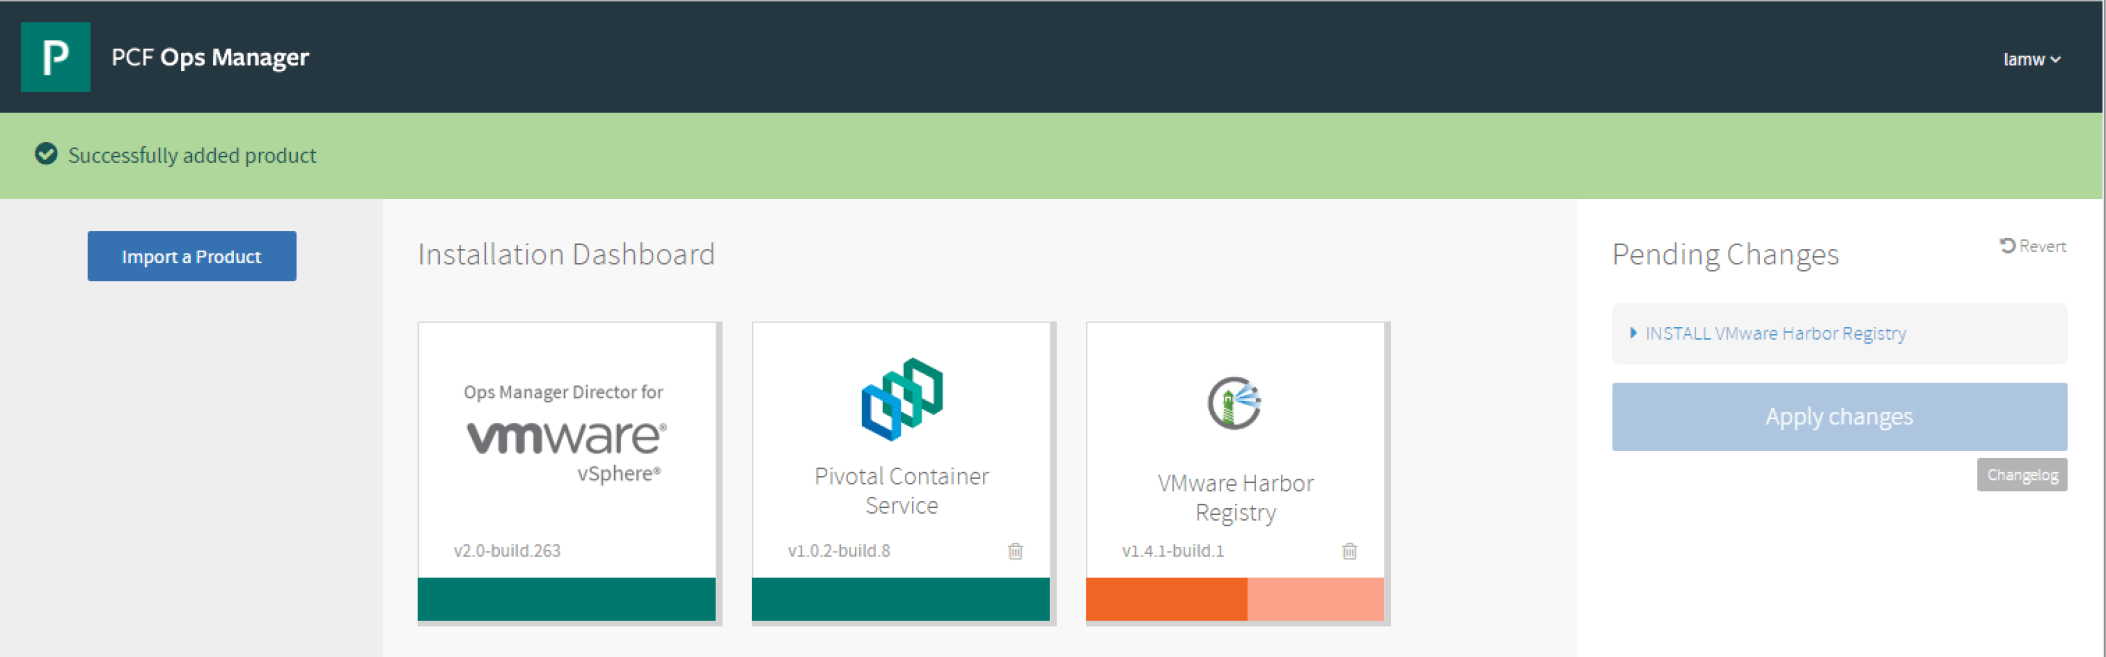 P
PCF Ops Manager
lamw
Successfully added product
Import a Product
Installation Dashboard
Ops Manager Director for
vmware®
vSphere®
v2.0-build.263
Pivotal Container
Service
v1.0.2-build.8
VMware Harbor
Registry
v1.4.1-build.1
Pending Changes
Revert
INSTALL VMware Harbor Registry
Apply changes
Changelog